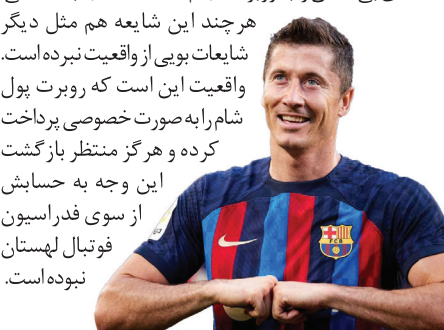 هرچند این شایعه هم مثل دیگر
شایعات بویی از واقعیت نبرده است.
واقعیت این است که روبرت پول
شام را به صورت خصوصی پرداخت
کرده و هرگز منتظر بازگشت
این وجه به حسابش
از سوی فدراسیون
فوتبال لهستان
نبوده است.
FCB